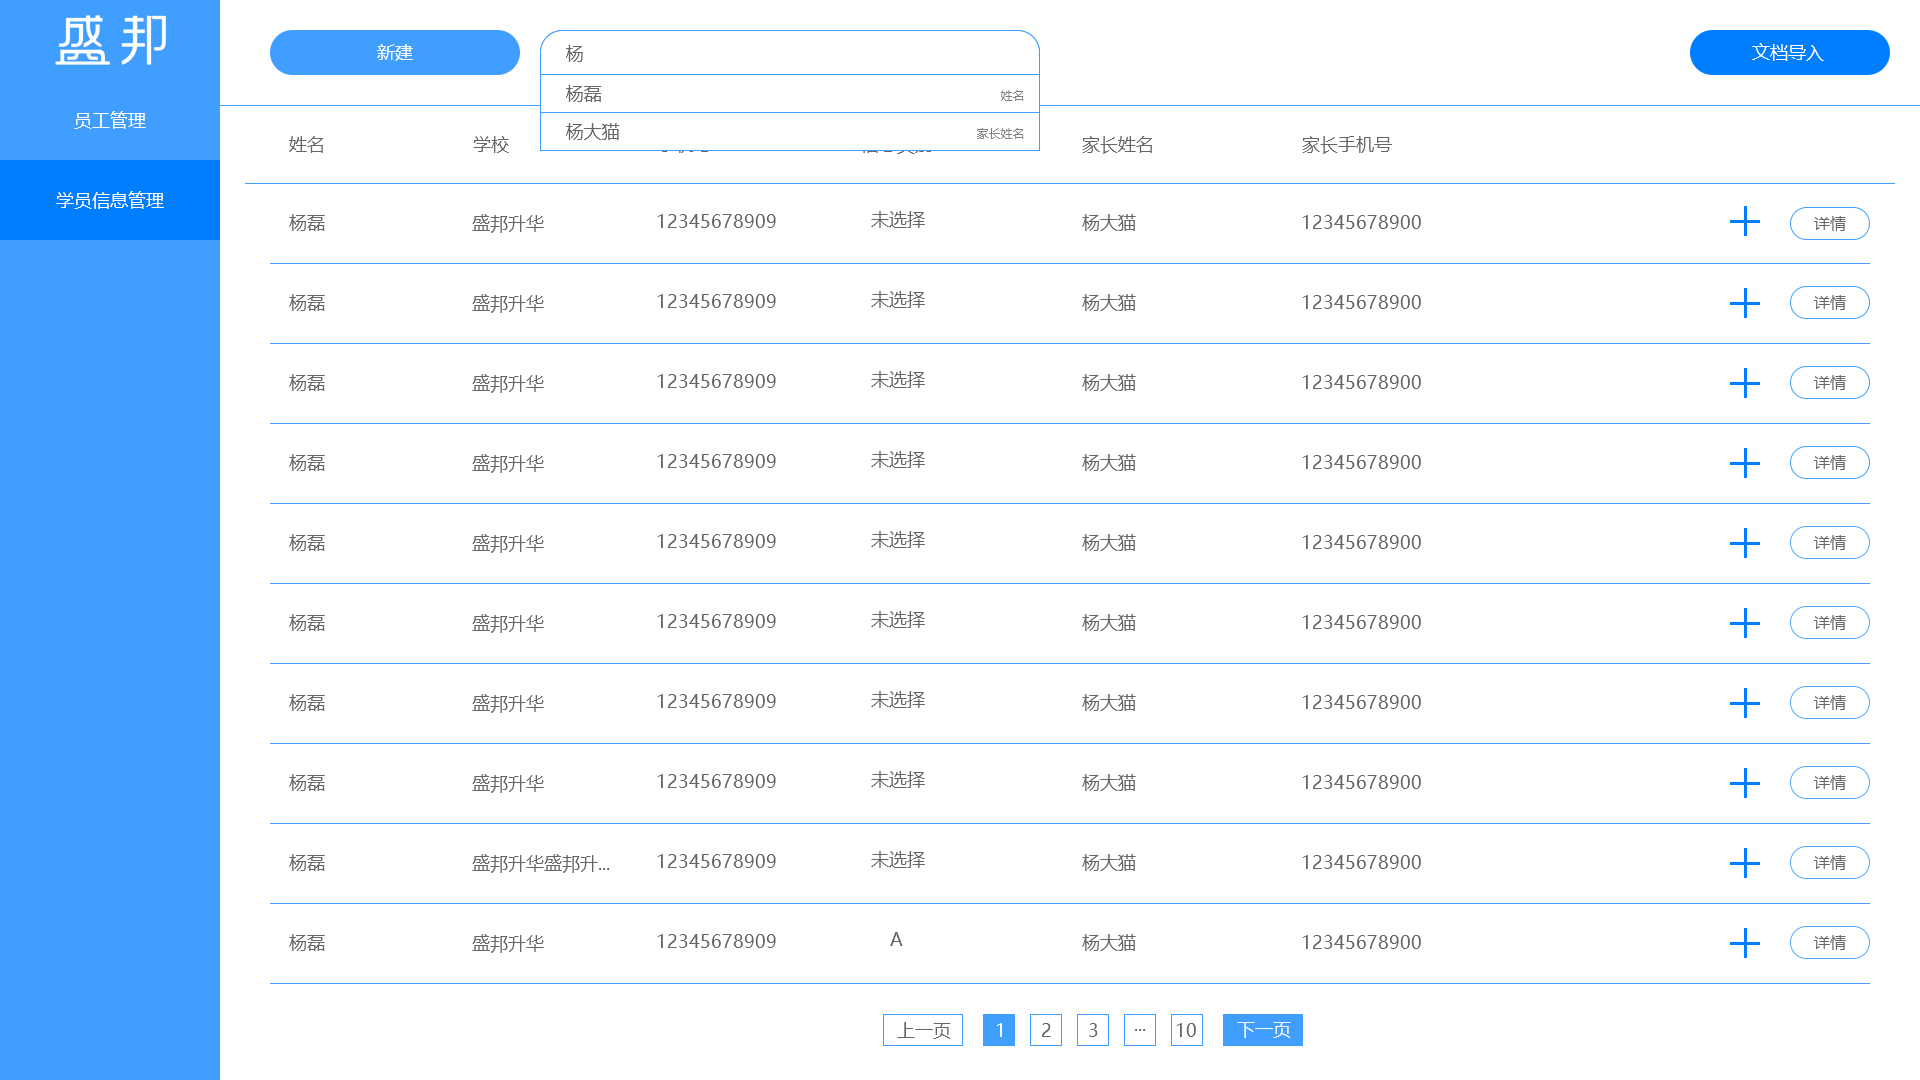 盛邦
新建
杨
文档导入
杨磊 姓名
员工管理
杨大猫 家长姓名
姓名 学校 家长姓名 家长手机号
学员信息管理
杨磊 盛邦升华 12345678909 未选择 杨大猫 12345678900 详情
杨磊 盛邦升华 12345678909 未选择 杨大猫 12345678900 详情
杨磊 盛邦升华 12345678909 未选择 杨大猫 12345678900 详情
杨磊 盛邦升华 12345678909 未选择 杨大猫 12345678900 详情
杨磊 盛邦升华 12345678909 未选择 杨大猫 12345678900 详情
杨磊 盛邦升华 12345678909 未选择 杨大猫 12345678900 详情
杨磊 盛邦升华 12345678909 未选择 杨大猫 12345678900 详情
杨磊 盛邦升华 12345678909 未选择 杨大猫 12345678900 详情
杨磊 盛邦升华盛邦升... 12345678909 未选择 杨大猫 12345678900 详情
杨磊 盛邦升华 12345678909 A 杨大猫 12345678900 详情
上一页 1 2 3 ... 10 下一页